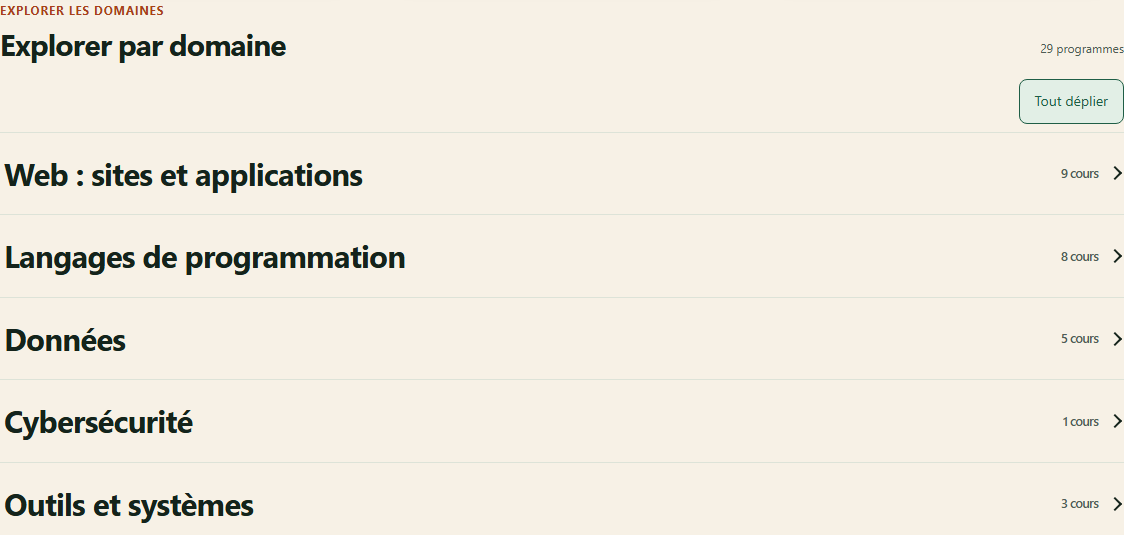 EXPLORER LES DOMAINES
Explorer par domaine
29 programmes
Tout déplier
Web : sites et applications
9 cours
Langages de programmation
8 cours
Données
5 cours
Cybersécurité
1 cours
Outils et systèmes
3 cours